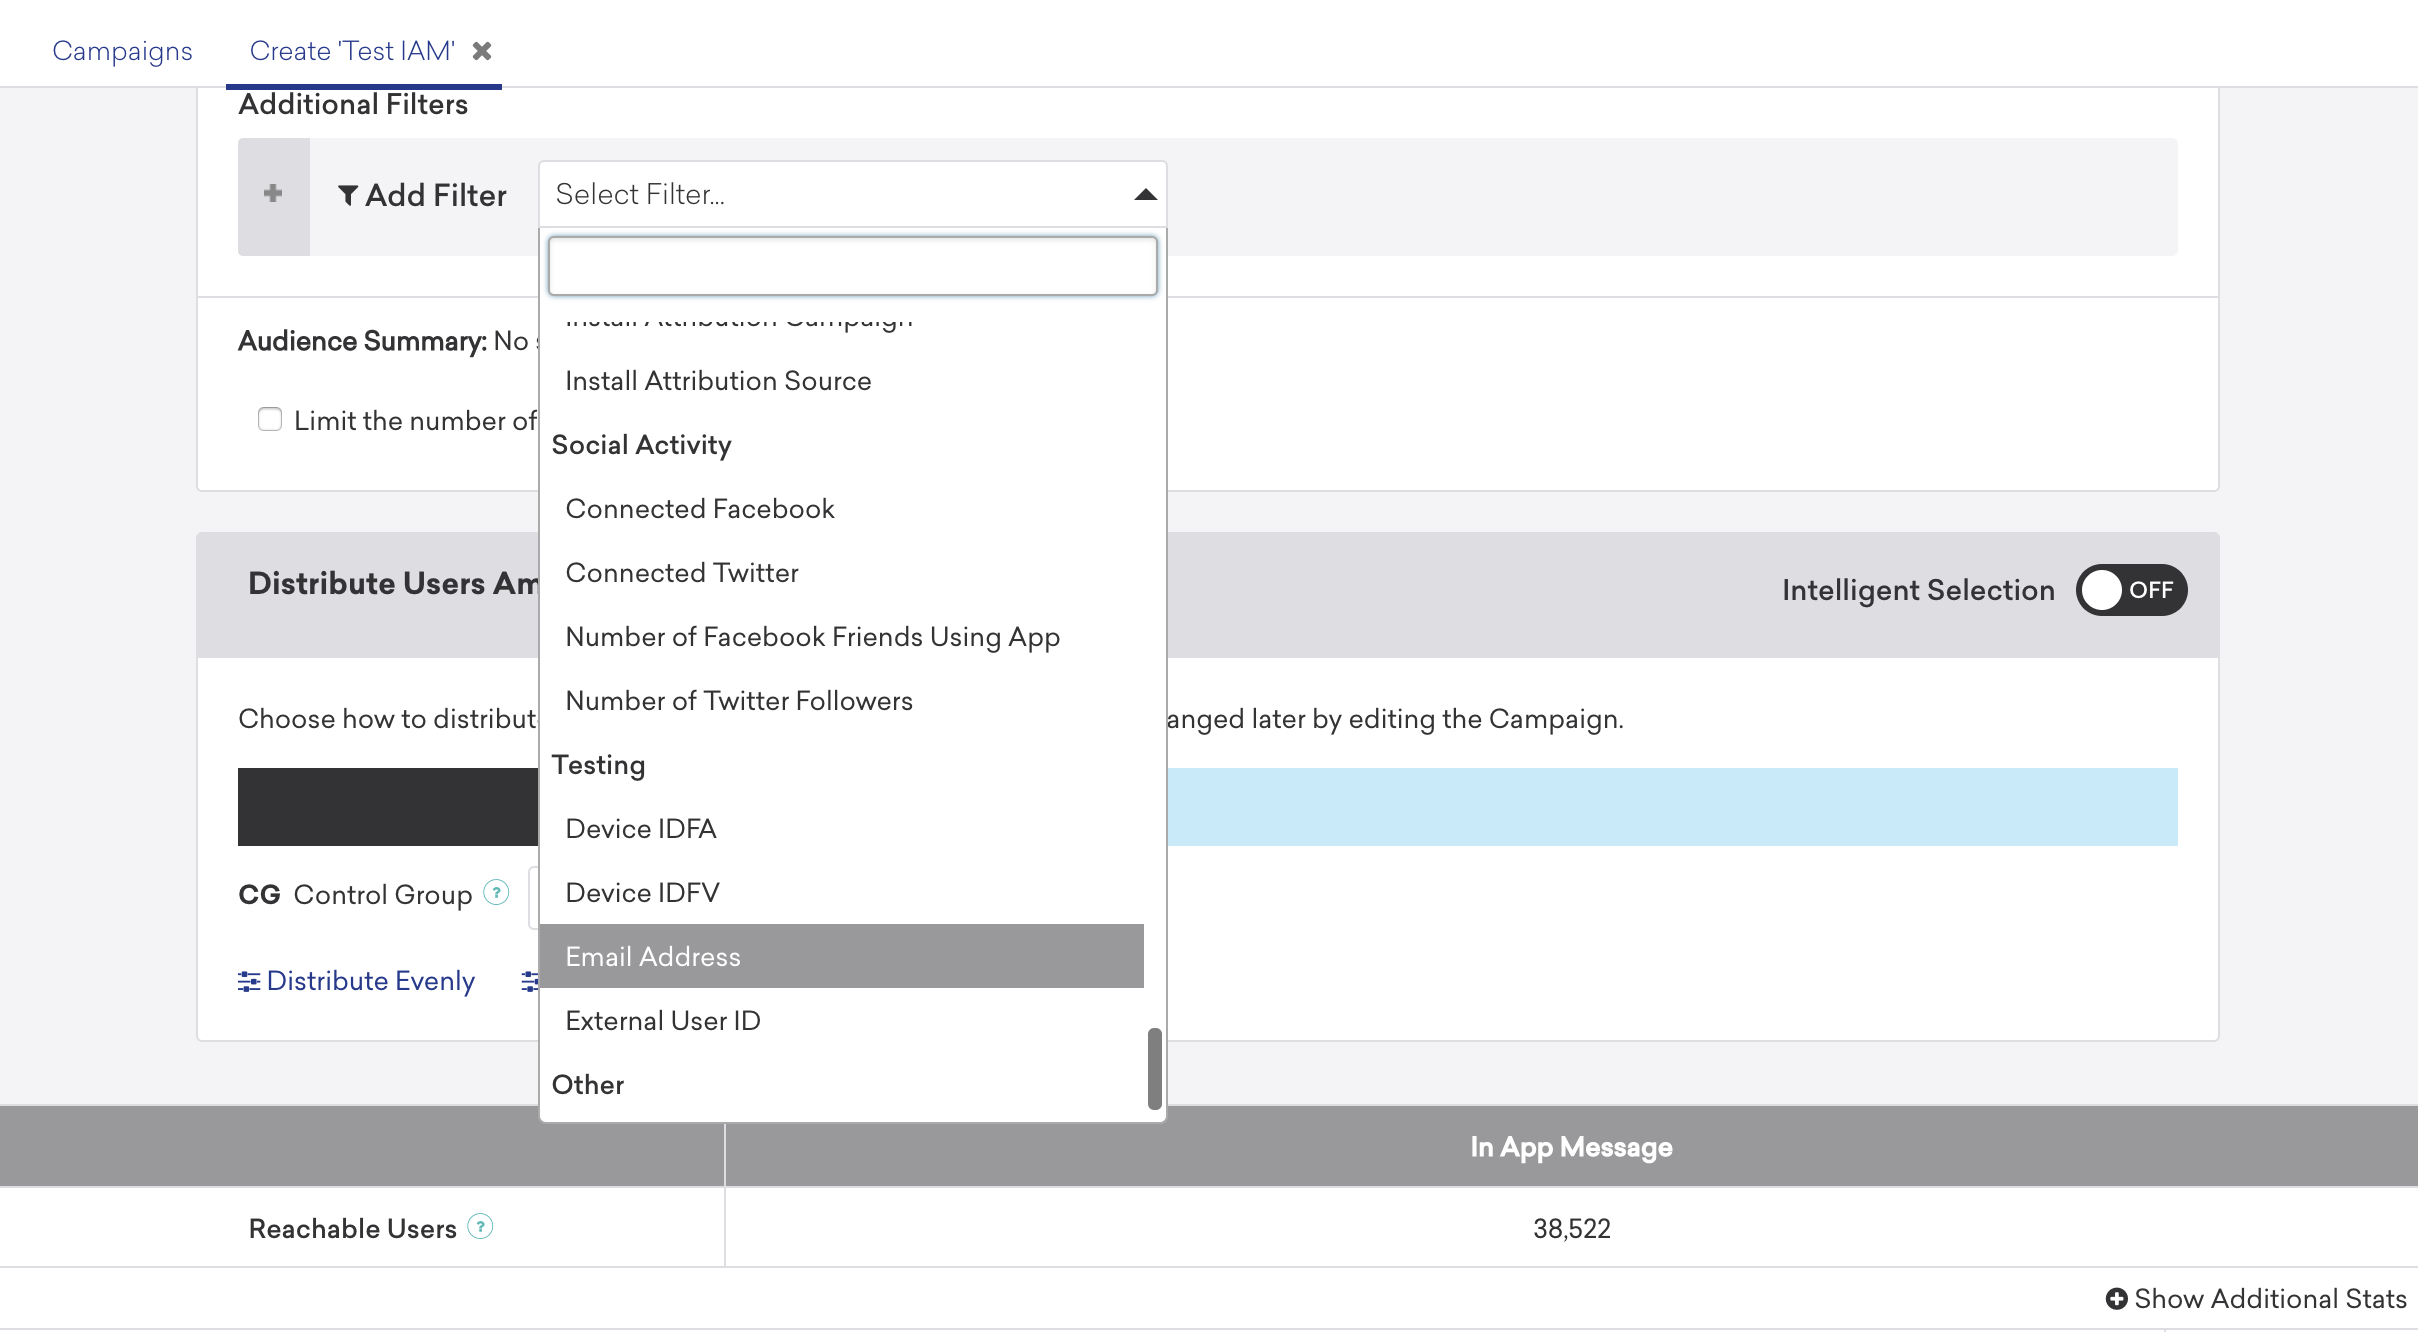 Campaigns
Create 'Test IAM'
Additional Filters
Add Filter
Select Filter...
Audience Summary: No
Install Attribution Campaign
Install Attribution Source
Limit the number of
Social Activity
Connected Facebook
Connected Twitter
Number of Facebook Friends Using App
Number of Twitter Followers
Testing
Device IDFA
Device IDFV
Email Address
External User ID
Other
Distribute Users Am
Intelligent Selection OFF
Choose how to distribut
anged later by editing the Campaign.
CG Control Group ?
Distribute Evenly
In App Message
Reachable Users ?
38,522
Show Additional Stats